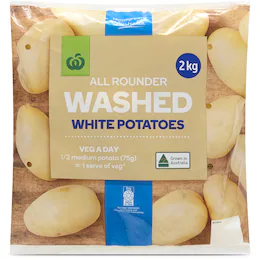 2kg
ALL ROUNDER
WASHED
WHITE POTATOES
VEG A DAY
1/2 medium potato (75g)
= 1 serve of veg
Grown in
Australia